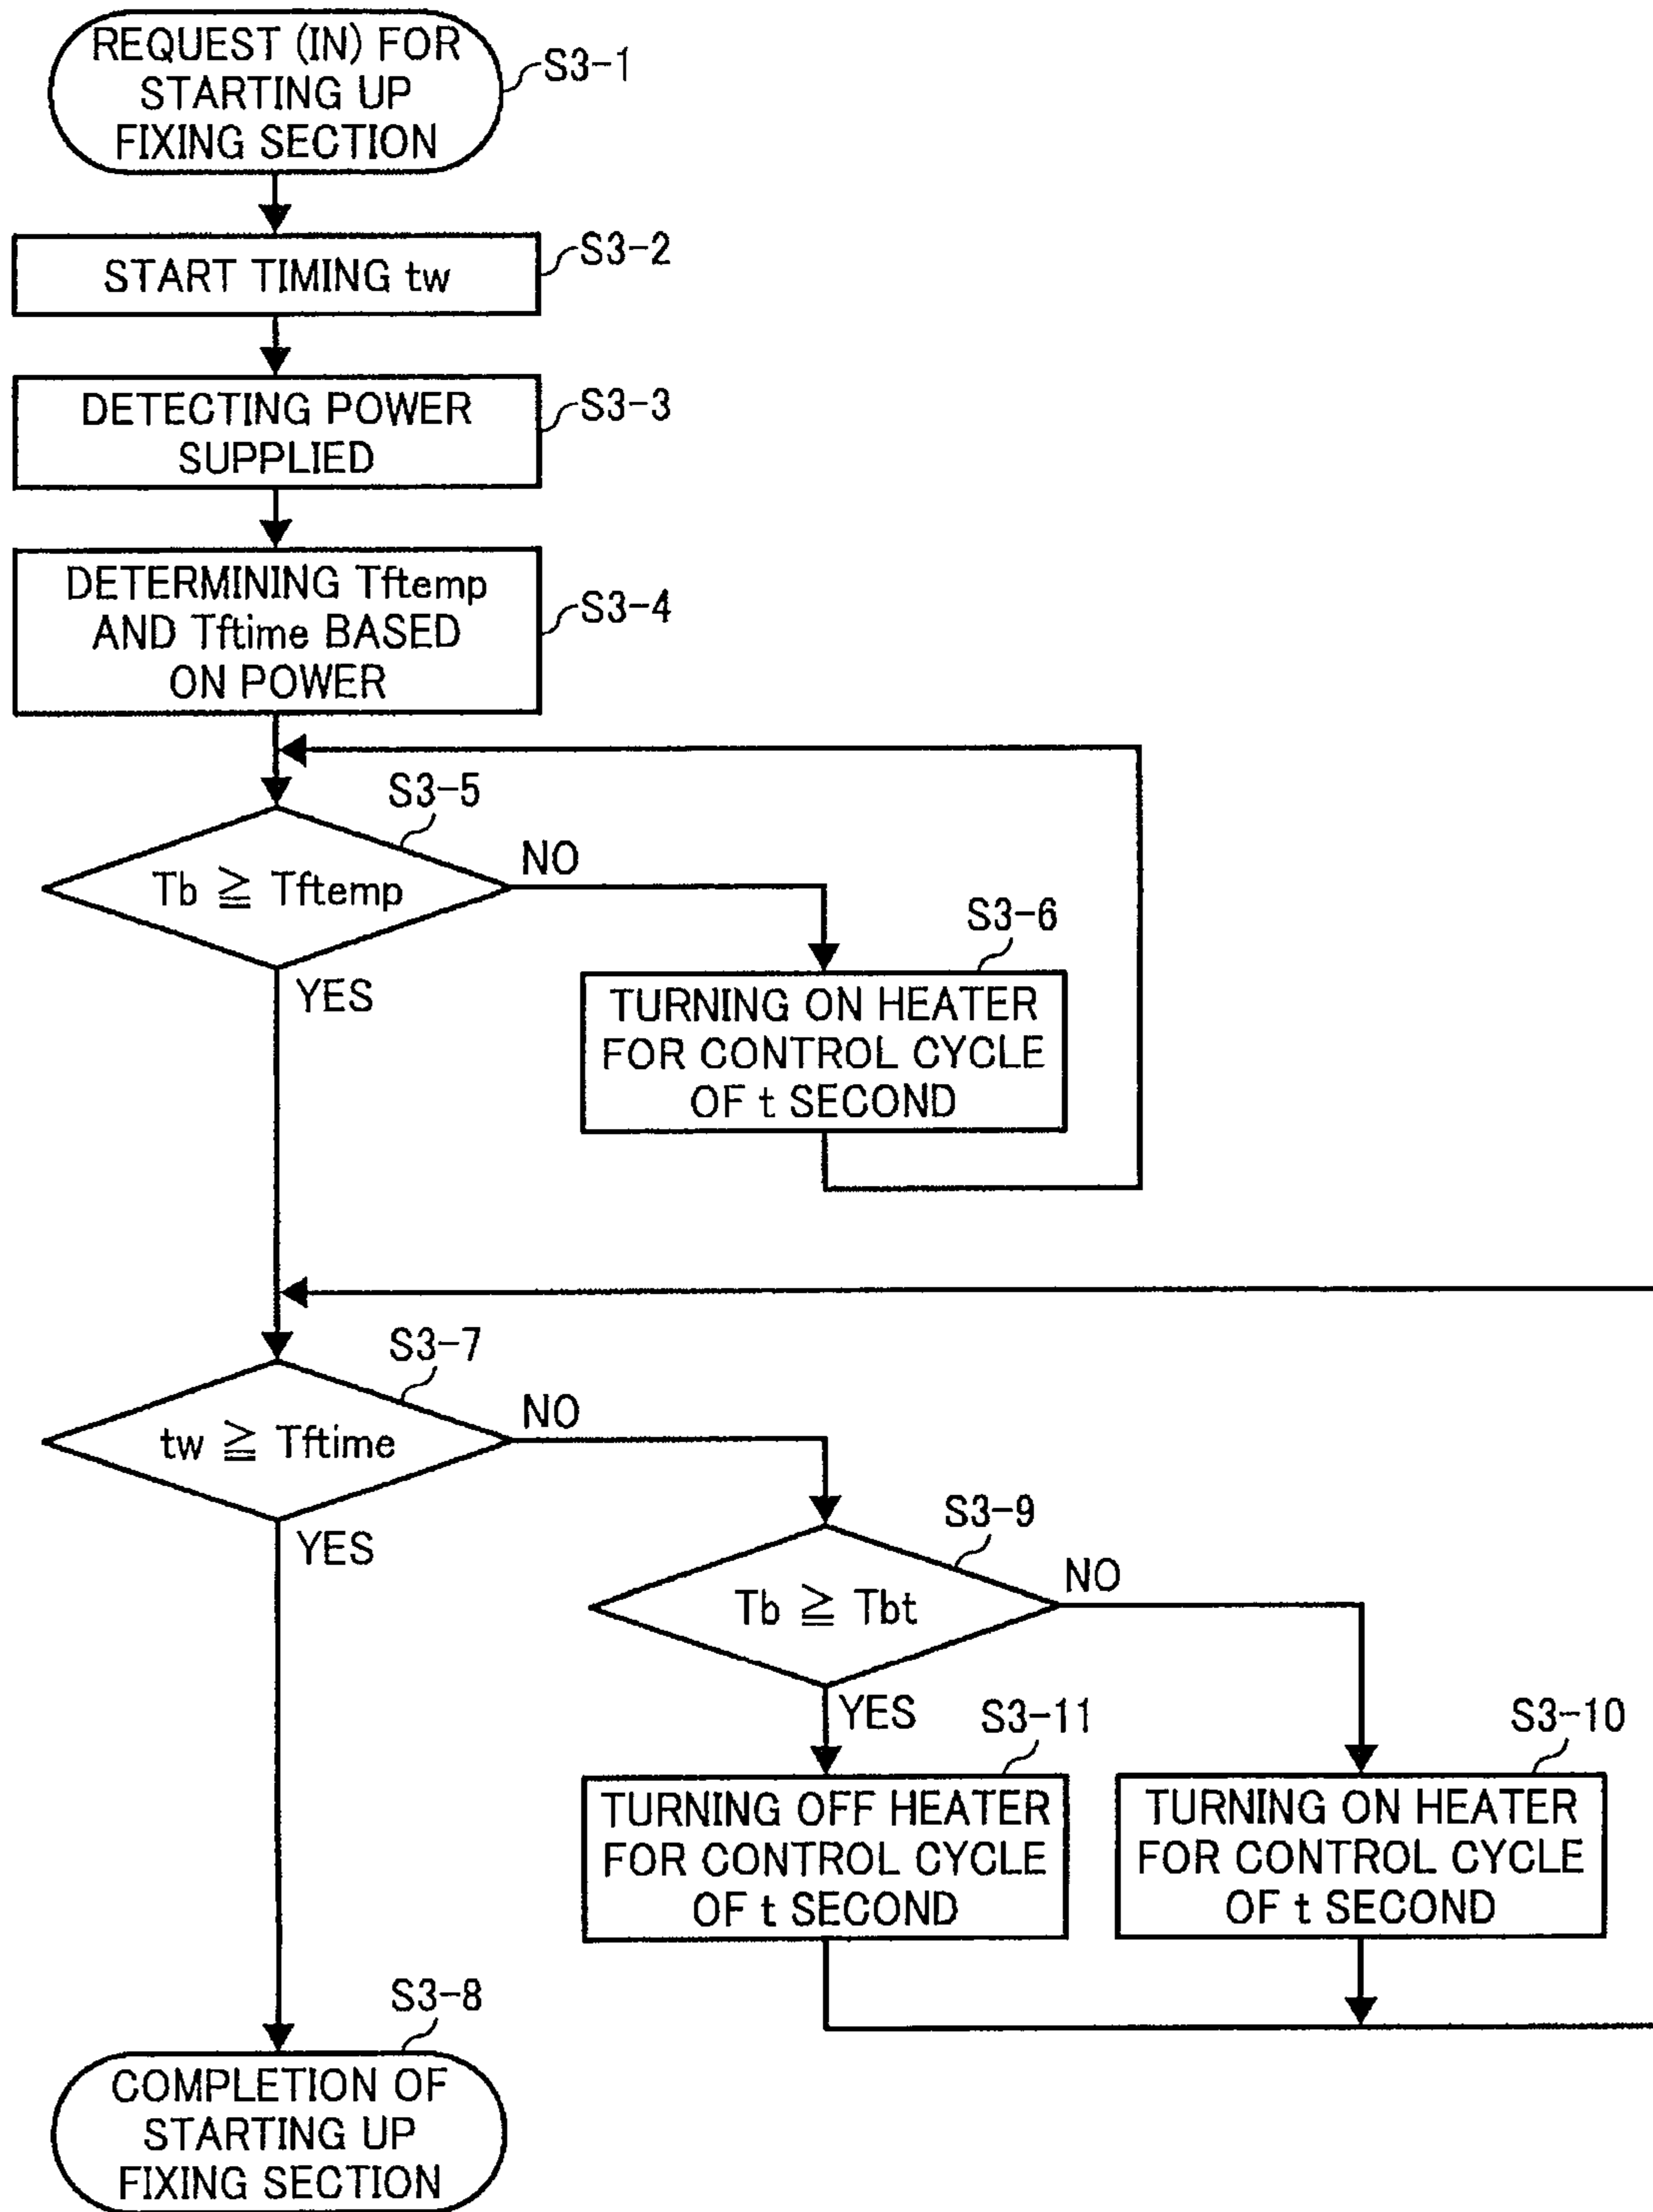 REQUEST (IN) FOR
STARTING UP
FIXING SECTION
S3-1
START TIMING tw
S3-2
DETECTING POWER
SUPPLIED
S3-3
DETERMINING Tftemp
AND Tftime BASED
ON POWER
S3-4
S3-5
Tb ≧ Tftemp
NO
YES
S3-6
TURNING ON HEATER
FOR CONTROL CYCLE
OF t SECOND
S3-7
tw ≧ Tftime
NO
YES
S3-9
Tb ≧ Tbt
NO
YES
S3-11
TURNING OFF HEATER
FOR CONTROL CYCLE
OF t SECOND
S3-10
TURNING ON HEATER
FOR CONTROL CYCLE
OF t SECOND
S3-8
COMPLETION OF
STARTING UP
FIXING SECTION